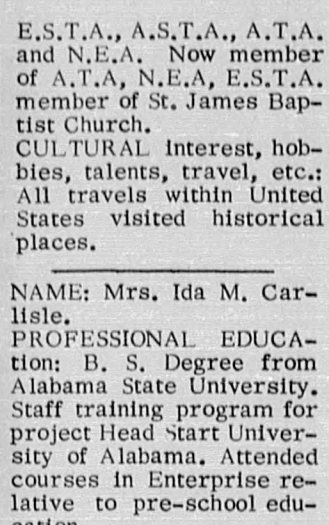 E.S.T.A., A.S.T.A., A.T.A.
and N.E.A. Now member
of A.T.A, N.E.A, E.S.T.A.
member of St. James Bap-
tist Church.
CULTURAL interest, hob-
bies, talents, travel, etc.:
All travels within United
States visited historical
places.
NAME: Mrs. Ida M. Car-
lisle.
PROFESSIONAL EDUCA-
tion: B. S. Degree from
Alabama State University.
Staff training program for
project Head Start Univer-
sity of Alabama. Attended
courses in Enterprise re-
lative to pre-school edu-
cation